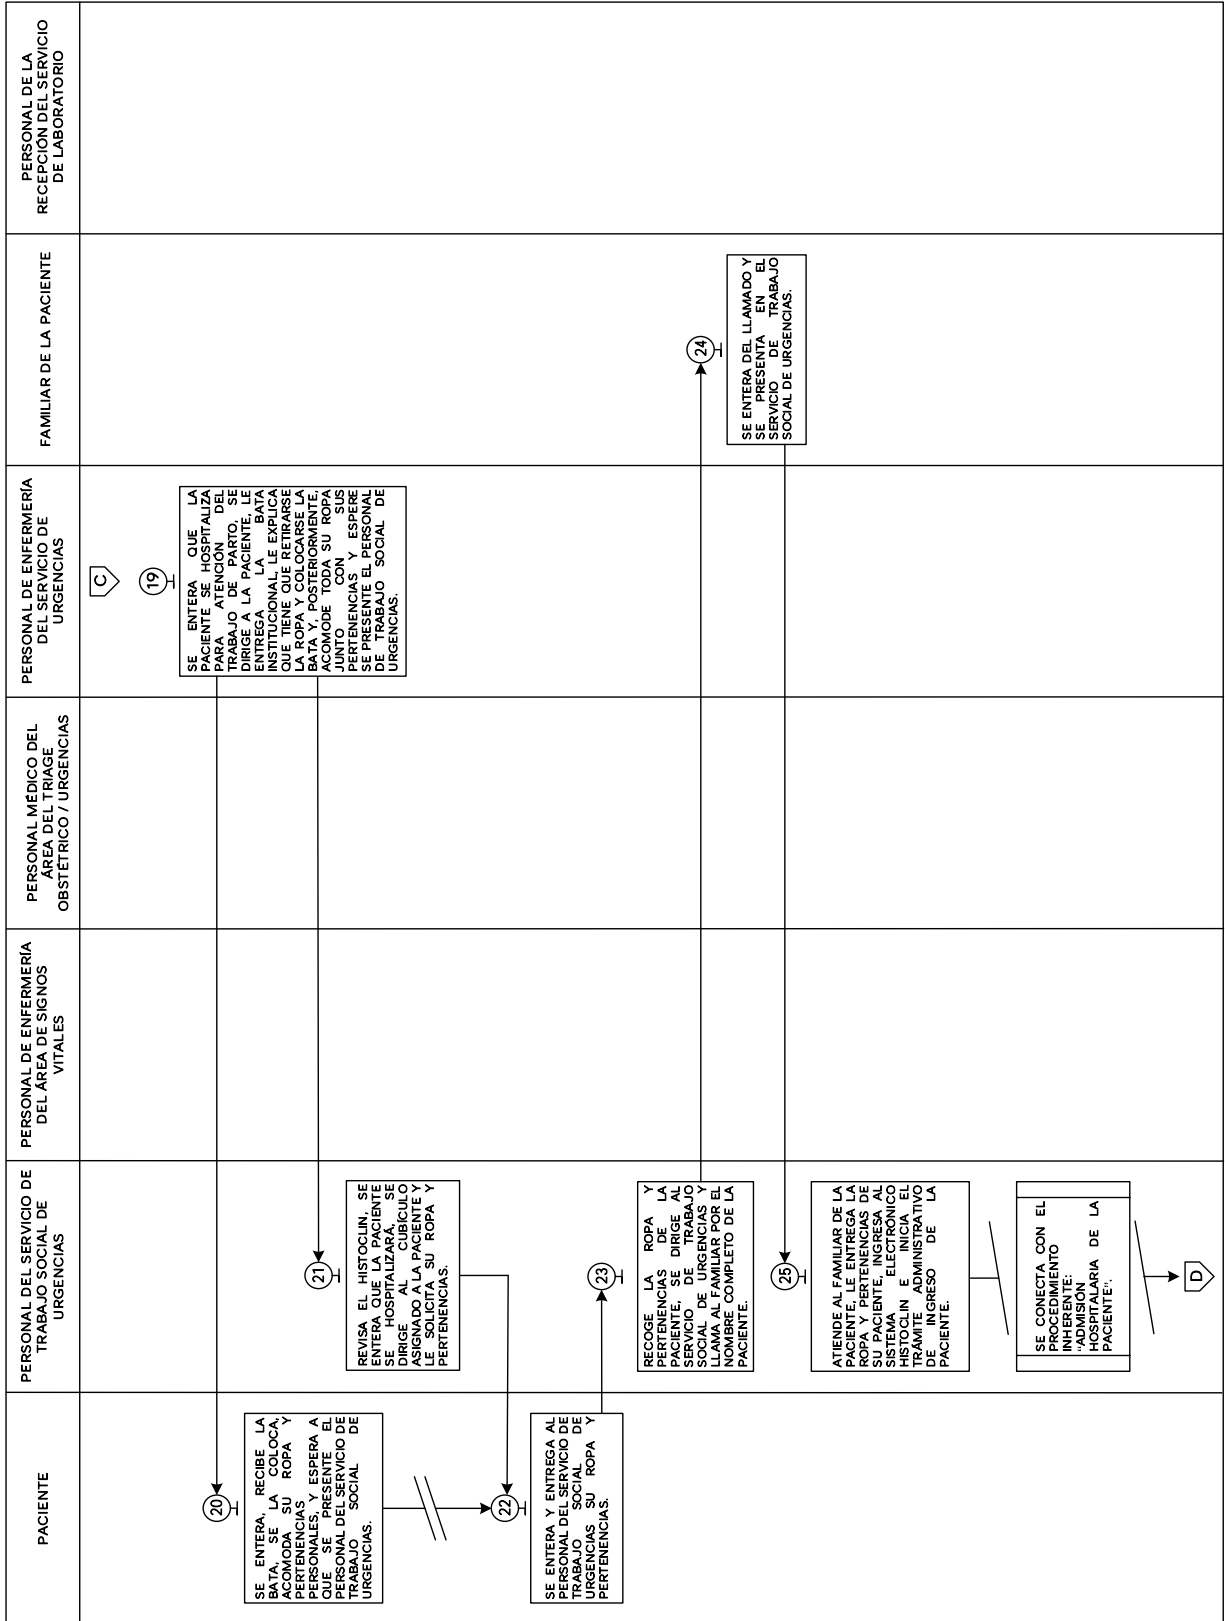 PACIENTE
PERSONAL DEL SERVICIO DE
TRABAJO SOCIAL DE
URGENCIAS
PERSONAL DE ENFERMERÍA
DEL ÁREA DE SIGNOS
VITALES
PERSONAL MÉDICO DEL
ÁREA DEL TRIAGE
OBSTÉTRICO / URGENCIAS
PERSONAL DE ENFERMERÍA
DEL SERVICIO DE
URGENCIAS
FAMILIAR DE LA PACIENTE
PERSONAL DE LA
RECEPCIÓN DEL SERVICIO
DE LABORATORIO
C
19
SE ENTERA QUE LA
PACIENTE SE HOSPITALIZA
PARA ATENCIÓN DEL
TRABAJO DE PARTO, SE
DIRIGE A LA PACIENTE, LE
ENTREGA LA BATA
INSTITUCIONAL, LE EXPLICA
QUE TIENE QUE RETIRARSE
LA ROPA Y COLOCARSE LA
BATA Y, POSTERIORMENTE,
ACOMODE TODA SU ROPA
JUNTO CON SUS
PERTENENCIAS Y ESPERE
SE PRESENTE EL PERSONAL
DE TRABAJO SOCIAL DE
URGENCIAS.
20
SE ENTERA, RECIBE LA
BATA, SE LA COLOCA,
ACOMODA SU ROPA Y
PERTENENCIAS
PERSONALES, Y ESPERA A
QUE SE PRESENTE EL
PERSONAL DEL SERVICIO DE
TRABAJO SOCIAL DE
URGENCIAS.
21
REVISA EL HISTOCLIN, SE
ENTERA QUE LA PACIENTE
SE HOSPITALIZARÁ, SE
DIRIGE AL CUBÍCULO
ASIGNADO A LA PACIENTE Y
LE SOLICITA SU ROPA Y
PERTENENCIAS.
22
SE ENTERA Y ENTREGA AL
PERSONAL DEL SERVICIO DE
TRABAJO SOCIAL DE
URGENCIAS SU ROPA Y
PERTENENCIAS.
23
RECOGE LA ROPA Y
PERTENENCIAS DE LA
PACIENTE, SE DIRIGE AL
SERVICIO DE TRABAJO
SOCIAL DE URGENCIAS Y
LLAMA AL FAMILIAR POR EL
NOMBRE COMPLETO DE LA
PACIENTE.
24
SE ENTERA DEL LLAMADO Y
SE PRESENTA EN EL
SERVICIO DE TRABAJO
SOCIAL DE URGENCIAS.
25
ATIENDE AL FAMILIAR DE LA
PACIENTE, LE ENTREGA LA
ROPA Y PERTENENCIAS DE
SU PACIENTE, INGRESA AL
SISTEMA ELECTRÓNICO
HISTOCLIN E INICIA EL
TRÁMITE ADMINISTRATIVO
DE INGRESO DE LA
PACIENTE.
SE CONECTA CON EL
PROCEDIMIENTO
INHERENTE:
"ADMISIÓN
HOSPITALARIA DE LA
PACIENTE".
D